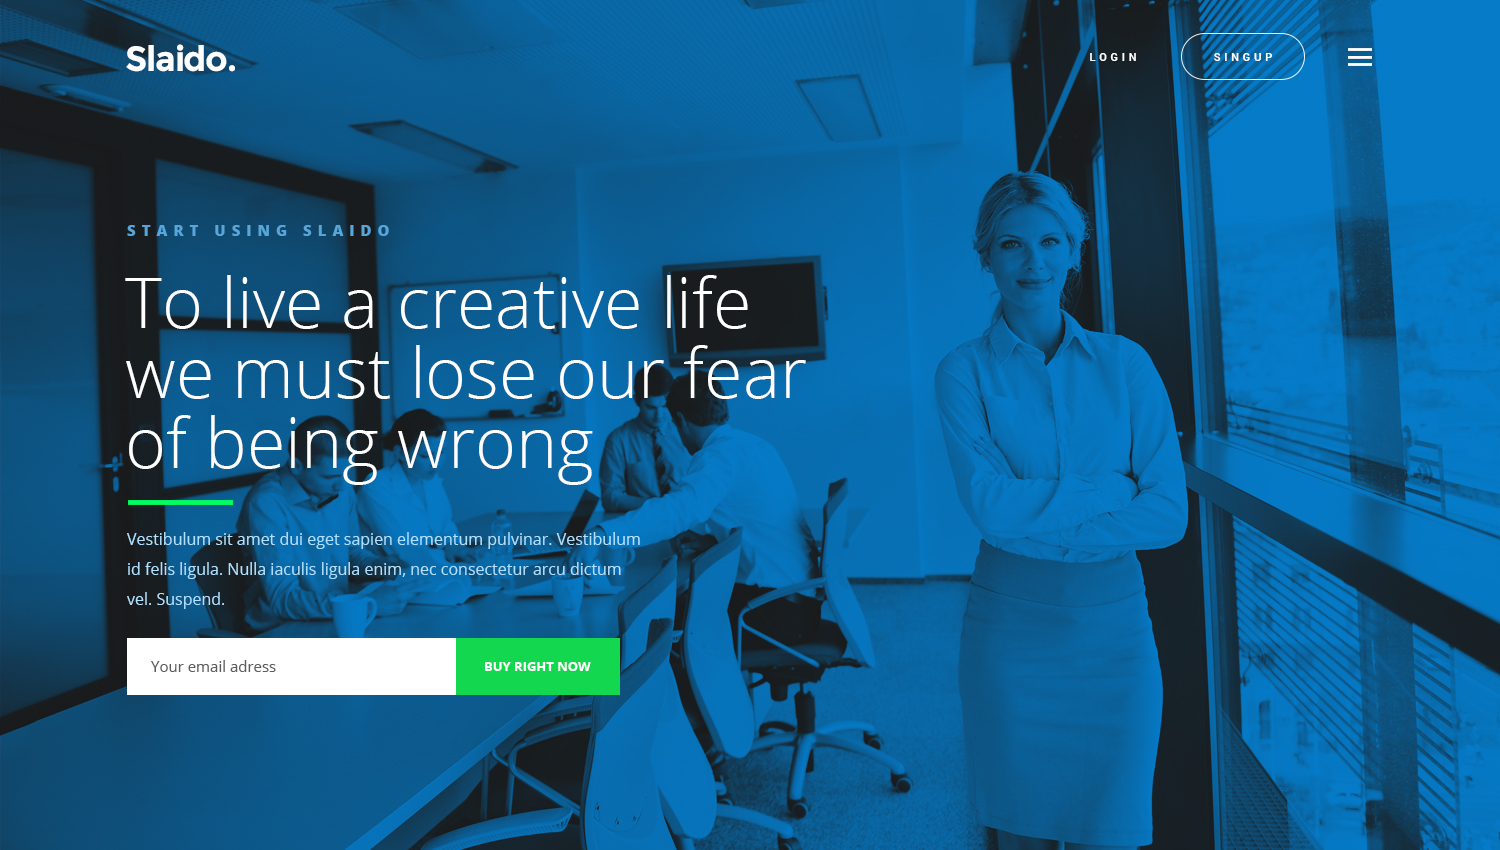 Slaido.
LOGIN
SINGUP
START USING SLAIDO
To live a creative life
we must lose our fear
of being wrong
Vestibulum sit amet dui eget sapien elementum pulvinar. Vestibulum
id felis ligula. Nulla iaculis ligula enim, nec consectetur arcu dictum
vel. Suspend.
Your email adress
BUY RIGHT NOW